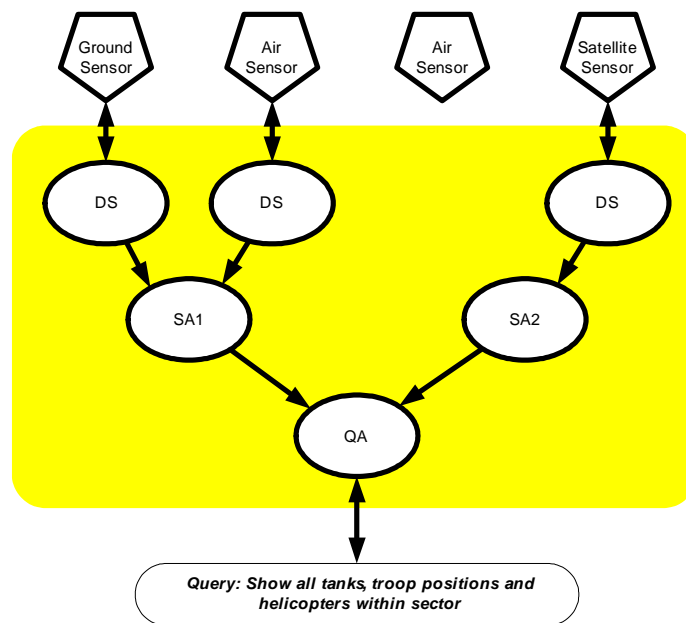 Ground
Sensor
Air
Sensor
Air
Sensor
Satellite
Sensor
DS
DS
DS
SA1
SA2
QA
Query: Show all tanks, troop positions and
helicopters within sector